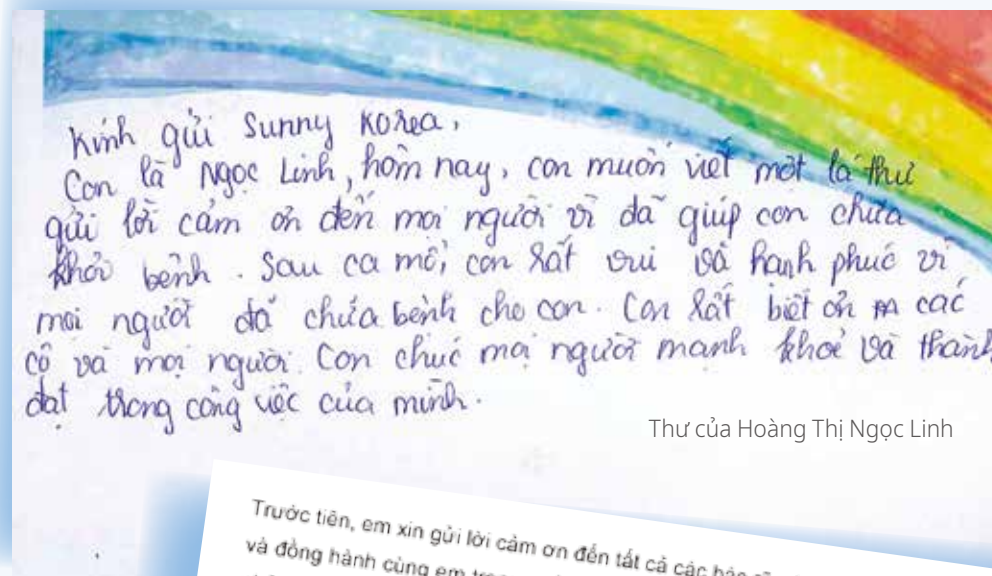 Kính gửi Sunny Korea,
Con là Ngọc Linh, hôm nay, con muốn viết một lá thư
gửi lời cảm ơn đến mọi người vì đã giúp con chữa
khỏi bệnh. Sau ca mổ, con rất vui và hạnh phúc vì
mọi người đã chữa bệnh cho con. Con rất biết ơn các
cô và mọi người. Con chúc mọi người mạnh khoẻ và thành
đạt trong công việc của mình.
Thư của Hoàng Thị Ngọc Linh
Trước tiên, em xin gửi lời cảm ơn đến tất cả các bác sĩ
và đồng hành cùng em